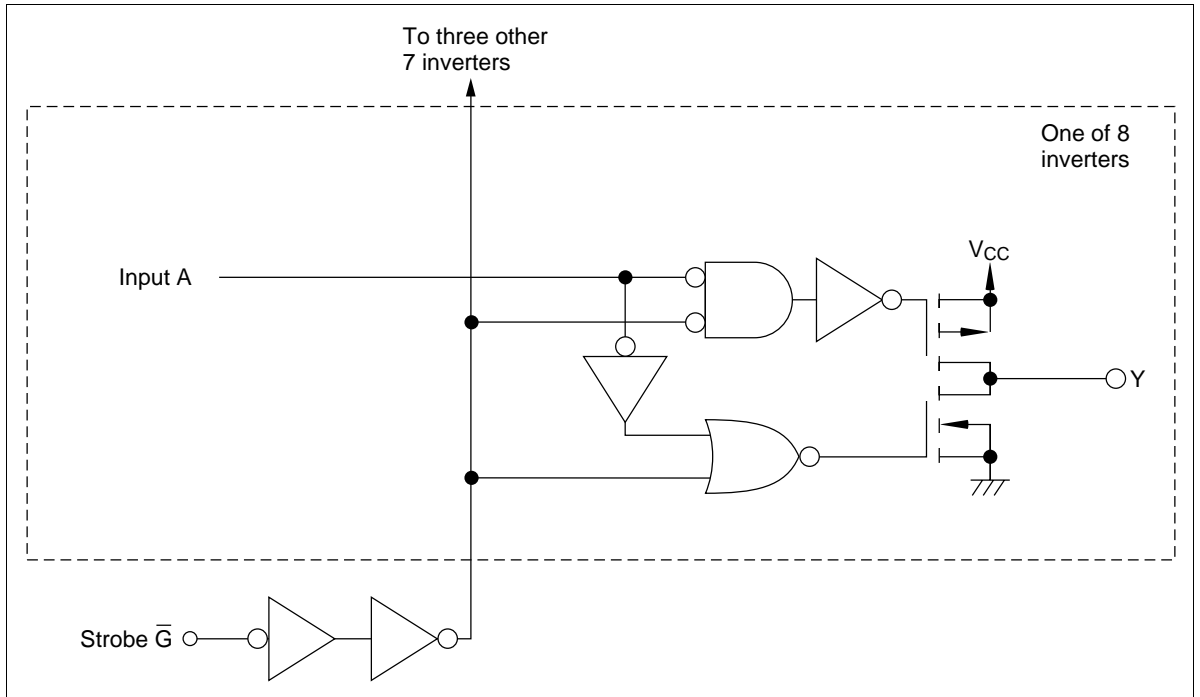 To three other
7 inverters
One of 8
inverters
Input A
VCC
Y
Strobe G̅